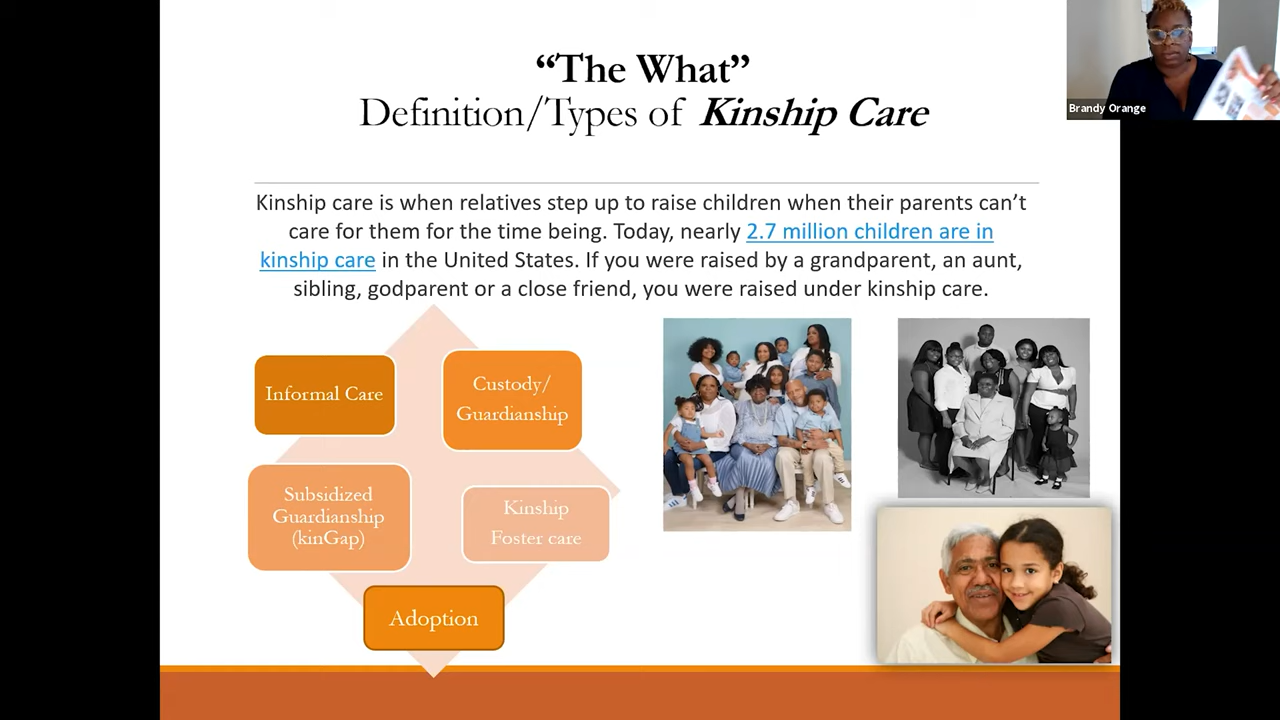 “The What”
Definition/Types of Kinship Care
Brandy Orange
Kinship care is when relatives step up to raise children when their parents can’t
care for them for the time being. Today, nearly 2.7 million children are in
kinship care in the United States. If you were raised by a grandparent, an aunt,
sibling, godparent or a close friend, you were raised under kinship care.
Informal Care
Custody/
Guardianship
Subsidized
Guardianship
(kinGap)
Kinship
Foster care
Adoption